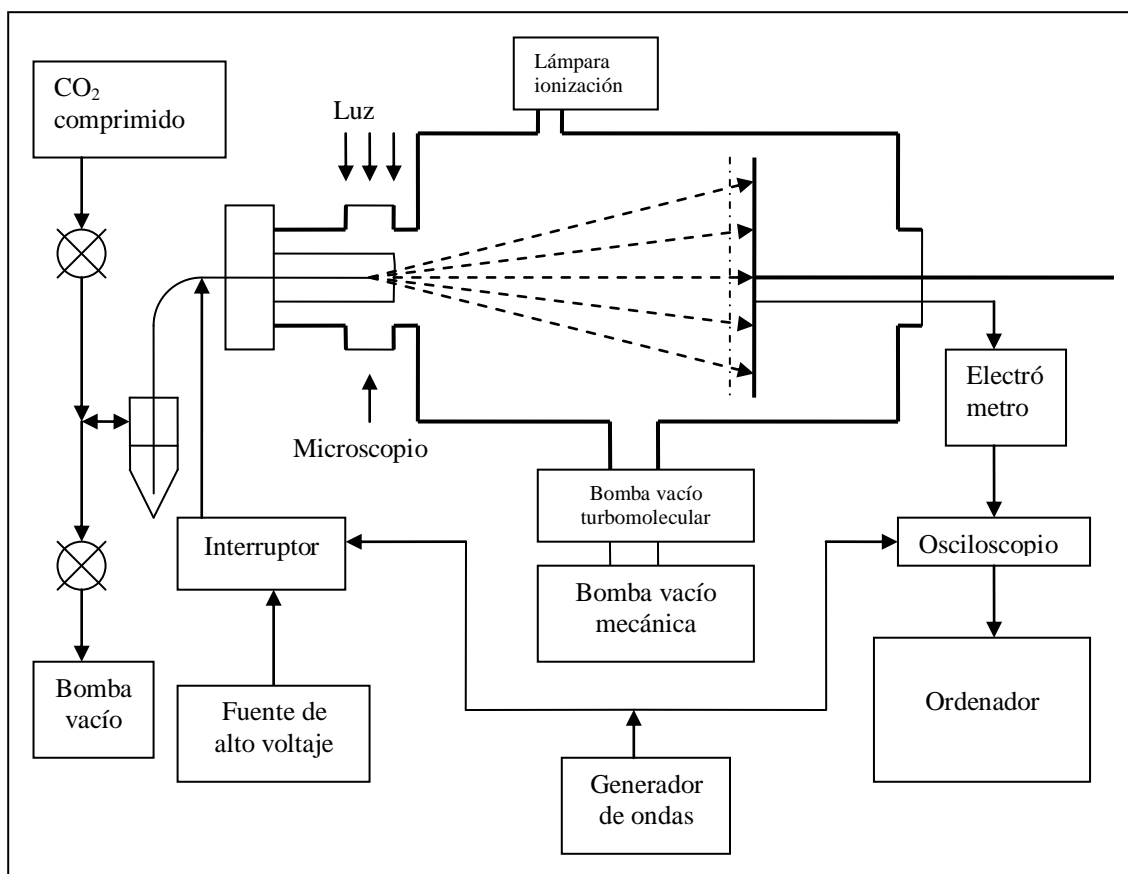 CO₂
comprimido
Lámpara
ionización
Luz
Microscopio
Electró
metro
Bomba vacío
turbomolecular
Interruptor
Osciloscopio
Bomba vacío
mecánica
Bomba
vacío
Fuente de
alto voltaje
Ordenador
Generador
de ondas